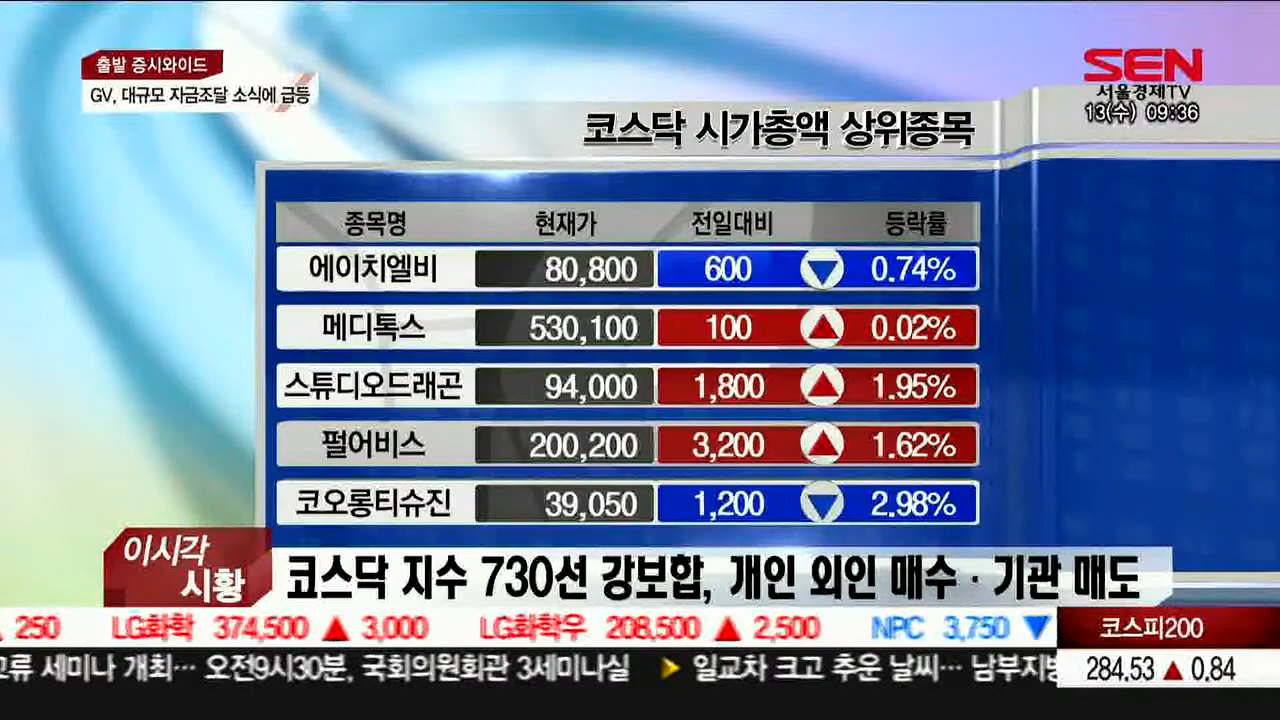 출발 증시와이드
GV, 대규모 자금조달 소식에 급등
SEN
서울경제TV
13(수) 09:36
코스닥 시가총액 상위종목
종목명 현재가 전일대비 등락률
에이치엘비 80,800 600 ▼ 0.74%
메디톡스 530,100 100 ▲ 0.02%
스튜디오드래곤 94,000 1,800 ▲ 1.95%
펄어비스 200,200 3,200 ▲ 1.62%
코오롱티슈진 39,050 1,200 ▼ 2.98%
이시각
시황
코스닥 지수 730선 강보합, 개인 외인 매수·기관 매도
▲ 250 LG화학 374,500 ▲ 3,000 LG화학우 208,500 ▲ 2,500 NPC 3,750 ▼
코스피200
교류 세미나 개최… 오전9시30분, 국회의원회관 3세미나실 ▶ 일교차 크고 추운 날씨… 남부지방
284.53 ▲ 0.84